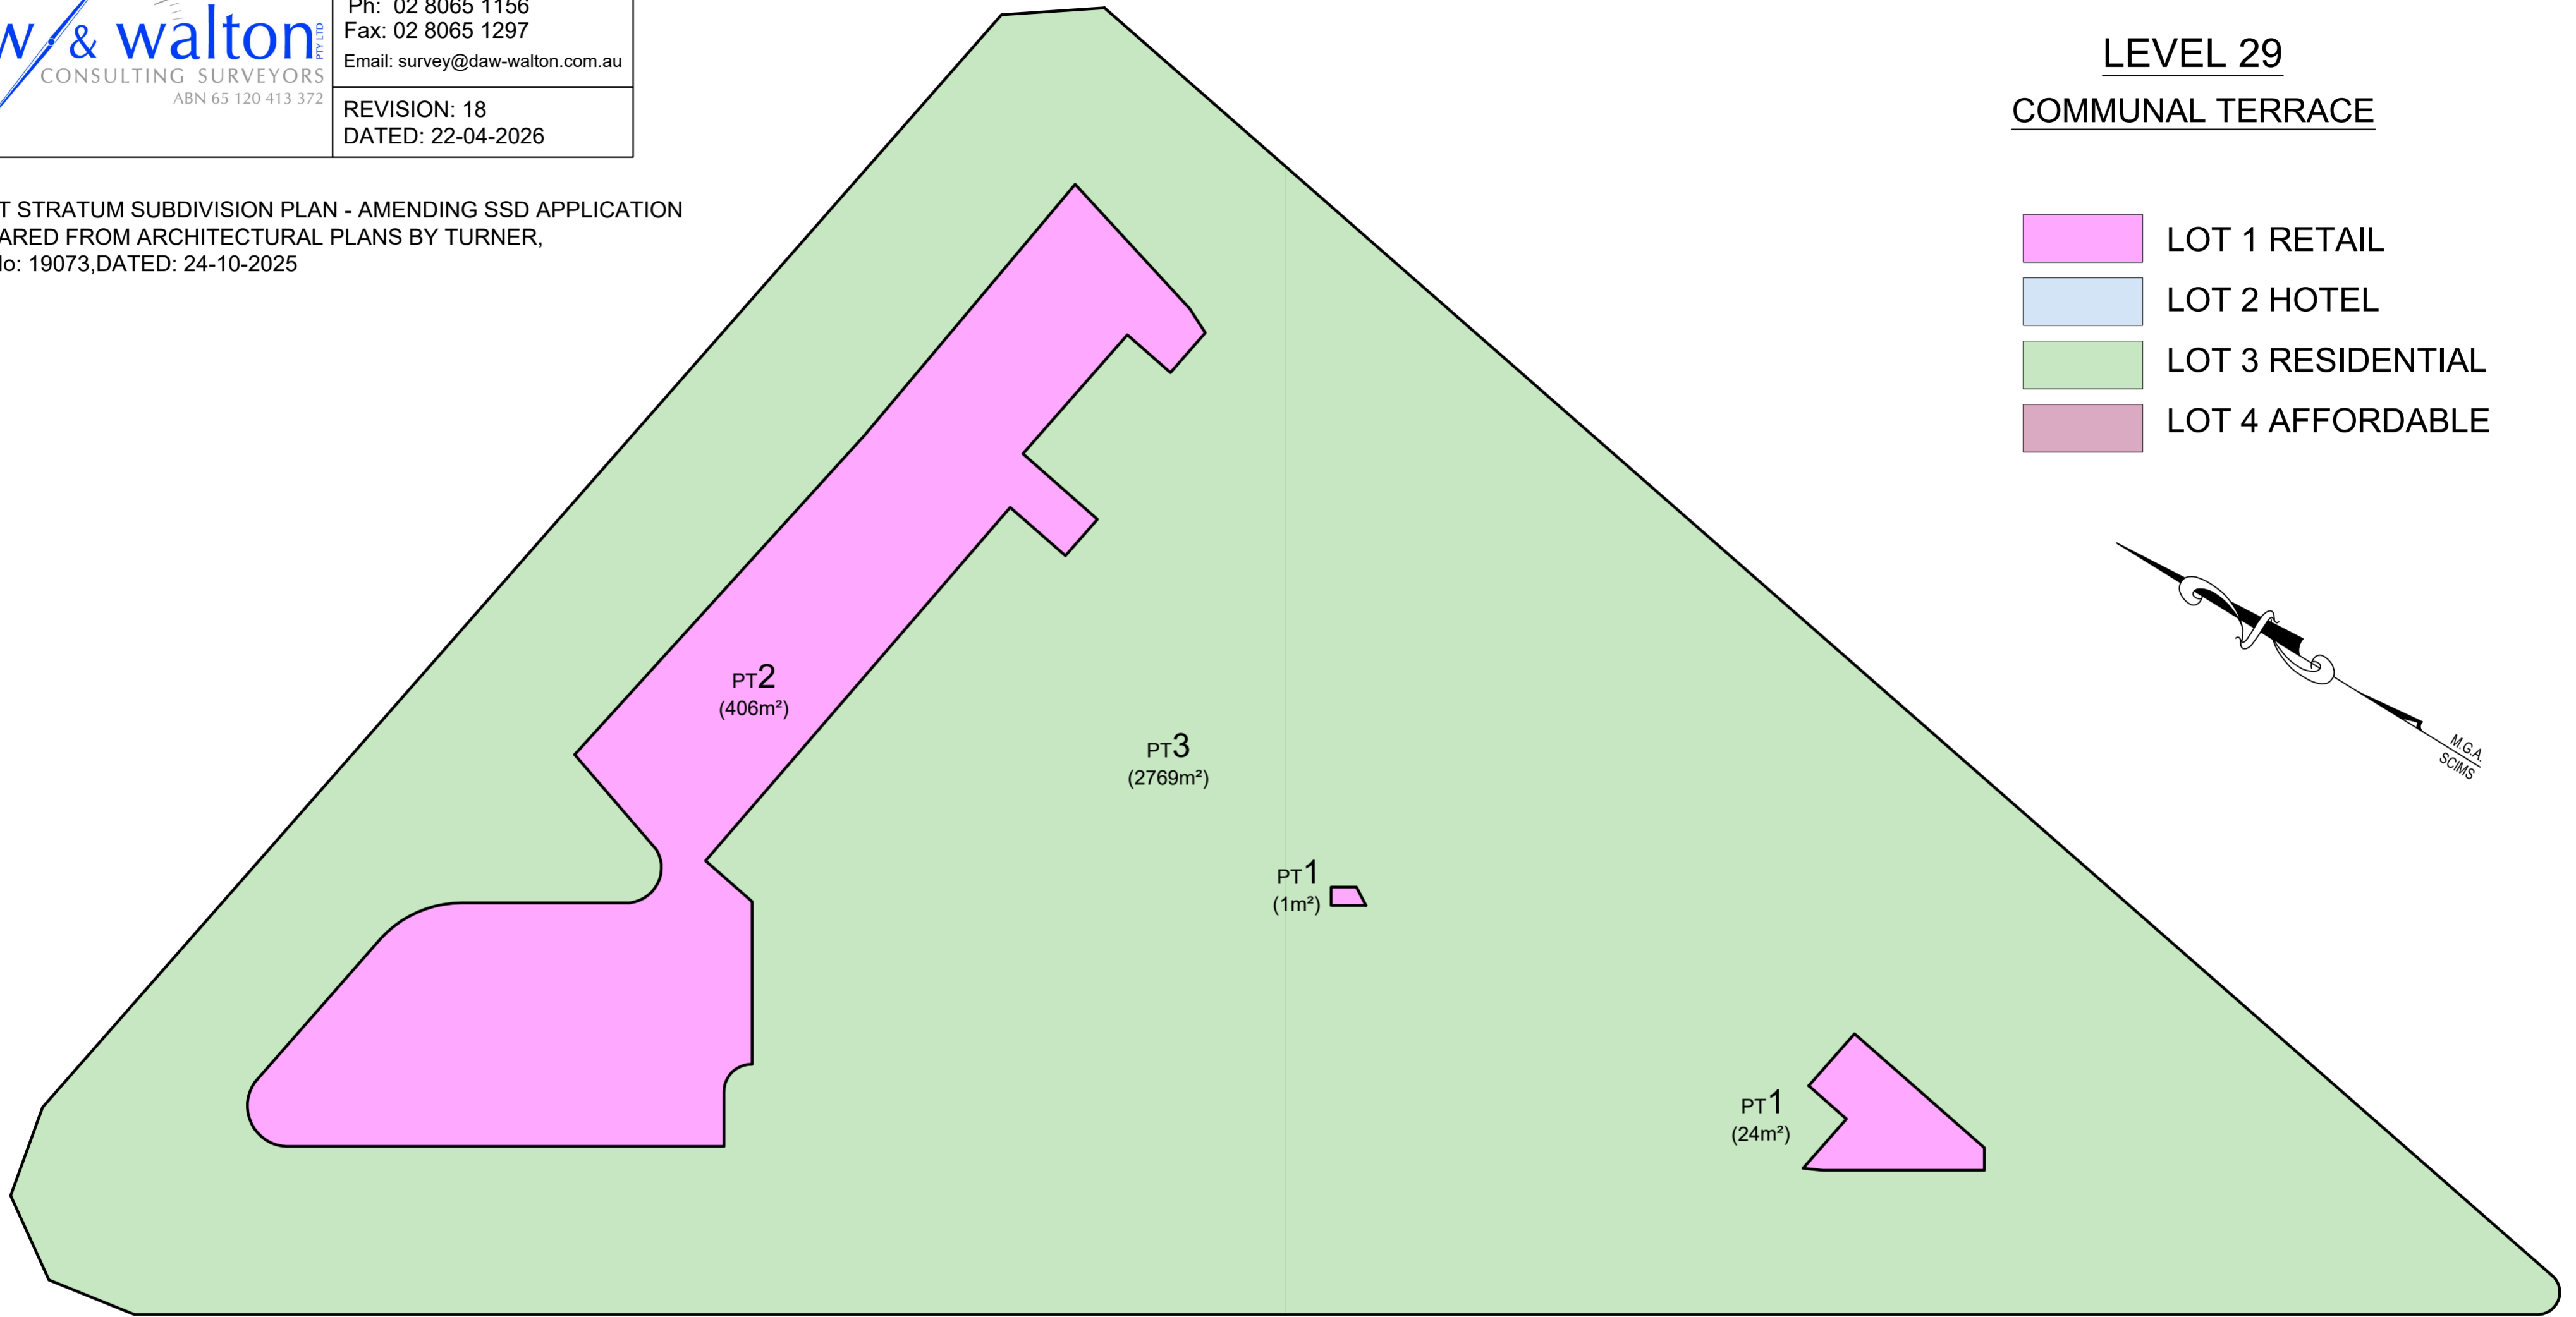 & walton PTY LTD
CONSULTING SURVEYORS
ABN 65 120 413 372
Ph: 02 8065 1156
Fax: 02 8065 1297
Email: survey@daw-walton.com.au
REVISION: 18
DATED: 22-04-2026
T STRATUM SUBDIVISION PLAN - AMENDING SSD APPLICATION
ARED FROM ARCHITECTURAL PLANS BY TURNER,
No: 19073,DATED: 24-10-2025
LEVEL 29
COMMUNAL TERRACE
LOT 1 RETAIL
LOT 2 HOTEL
LOT 3 RESIDENTIAL
LOT 4 AFFORDABLE
M.G.A.
SCIMS
PT2
(406m²)
PT3
(2769m²)
PT1
(1m²)
PT1
(24m²)